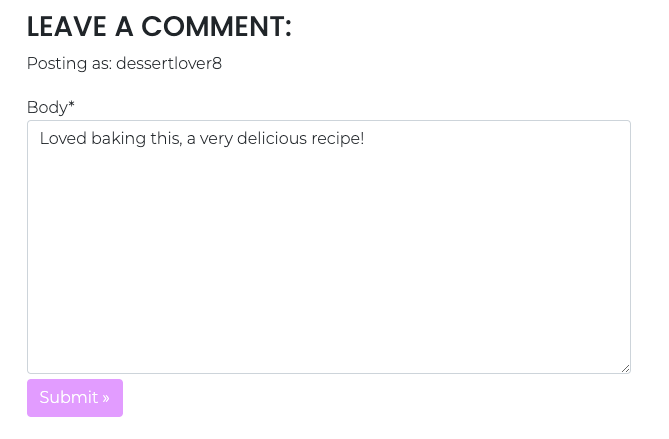 LEAVE A COMMENT:
Posting as: dessertlover8
Body*
Loved baking this, a very delicious recipe!
Submit »